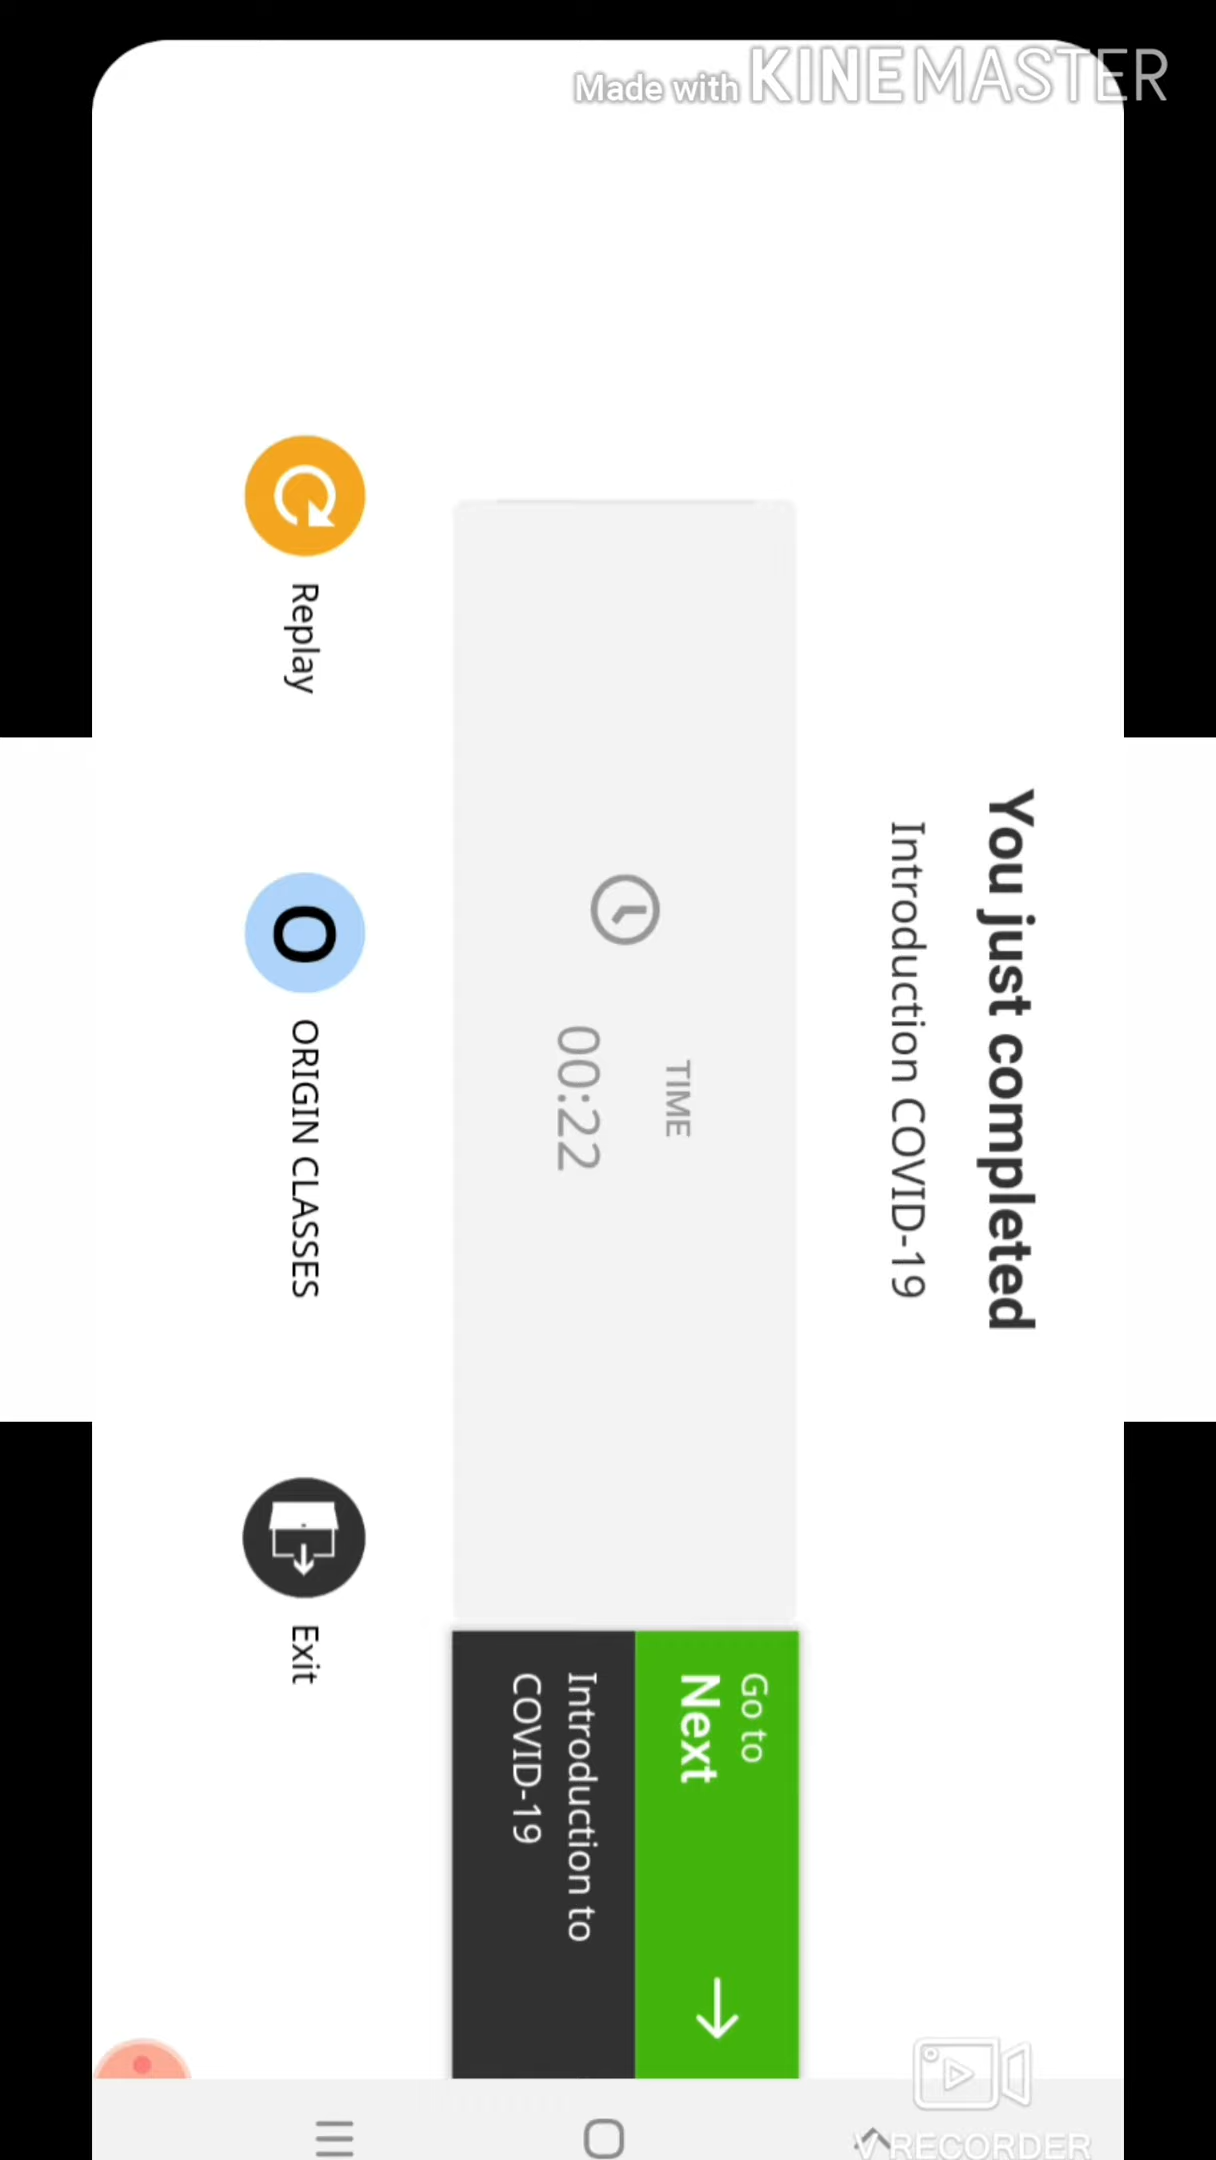 Made with KINEMASTER
You just completed
Introduction COVID-19
TIME
00:22
Go to
Next
Introduction to
COVID-19
Replay
O
ORIGIN CLASSES
Exit
V RECORDER